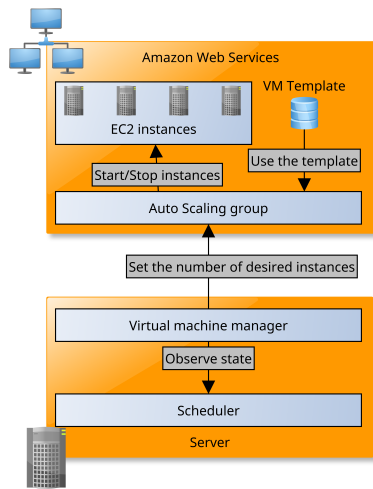 Amazon Web Services
VM Template
EC2 instances
Use the template
Start/Stop instances
Auto Scaling group
Set the number of desired instances
Virtual machine manager
Observe state
Scheduler
Server